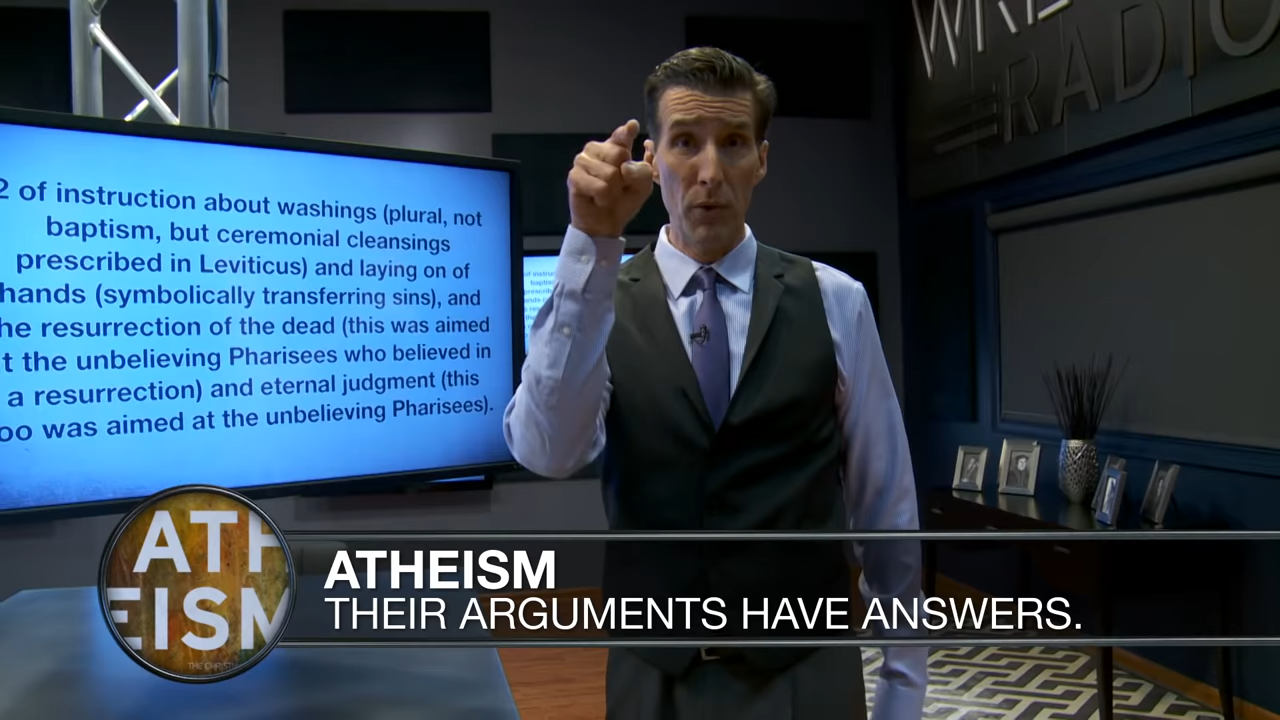 WRE
RADIO
2 of instruction about washings (plural, not
baptism, but ceremonial cleansings
prescribed in Leviticus) and laying on of
hands (symbolically transferring sins), and
he resurrection of the dead (this was aimed
t the unbelieving Pharisees who believed in
a resurrection) and eternal judgment (this
oo was aimed at the unbelieving Pharisees).
ATH
EISM
ATHEISM
THEIR ARGUMENTS HAVE ANSWERS.